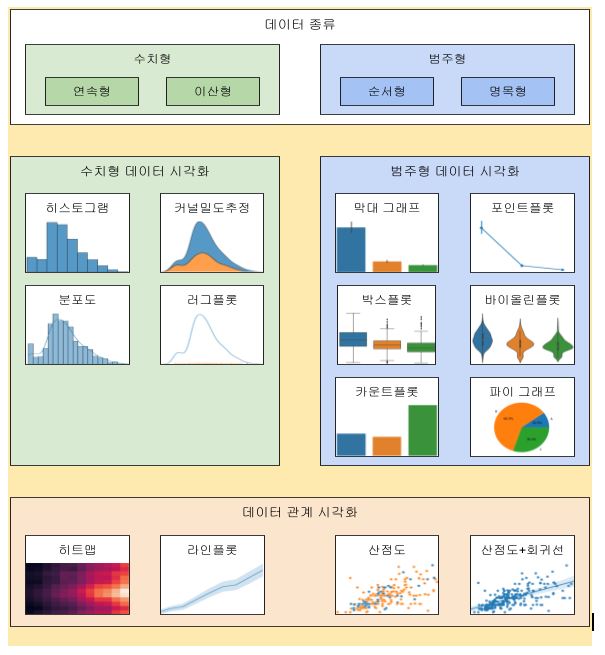 데이터 종류
수치형
범주형
연속형
이산형
순서형
명목형
수치형 데이터 시각화
범주형 데이터 시각화
히스토그램
커널밀도추정
막대 그래프
포인트플롯
분포도
러그플롯
박스플롯
바이올린플롯
카운트플롯
파이 그래프
데이터 관계 시각화
히트맵
라인플롯
산점도
산점도+회귀선